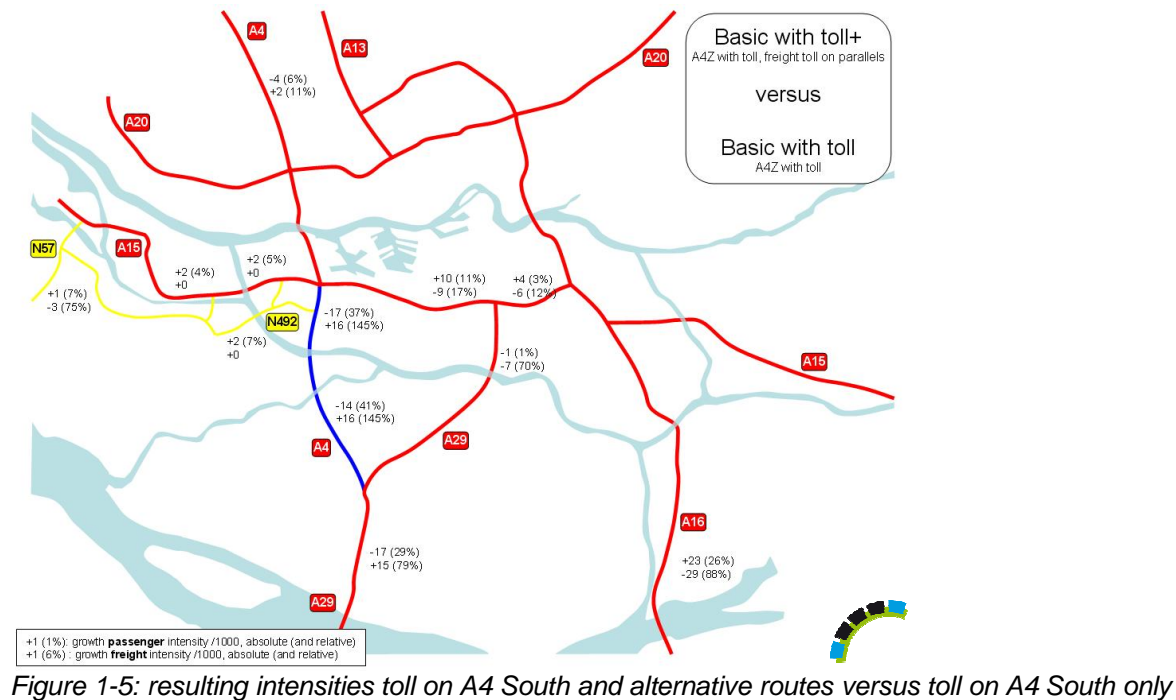 A4
A13
A20
-4 (6%)
+2 (11%)
A20
Basic with toll+
A4Z with toll, freight toll on parallels
versus
Basic with toll
A4Z with toll
N57
A15
+2 (4%)
+0
+2 (5%)
+0
+1 (7%)
-3 (75%)
N492
+2 (7%)
+0
-17 (37%)
+16 (145%)
+10 (11%)
-9 (17%)
+4 (3%)
-6 (12%)
-1 (1%)
-7 (70%)
A15
-14 (41%)
+16 (145%)
A4
A29
A16
-17 (29%)
+15 (79%)
+23 (26%)
-29 (88%)
A29
+1 (1%): growth passenger intensity /1000, absolute (and relative)
+1 (6%) : growth freight intensity /1000, absolute (and relative)
Figure 1-5: resulting intensities toll on A4 South and alternative routes versus toll on A4 South only